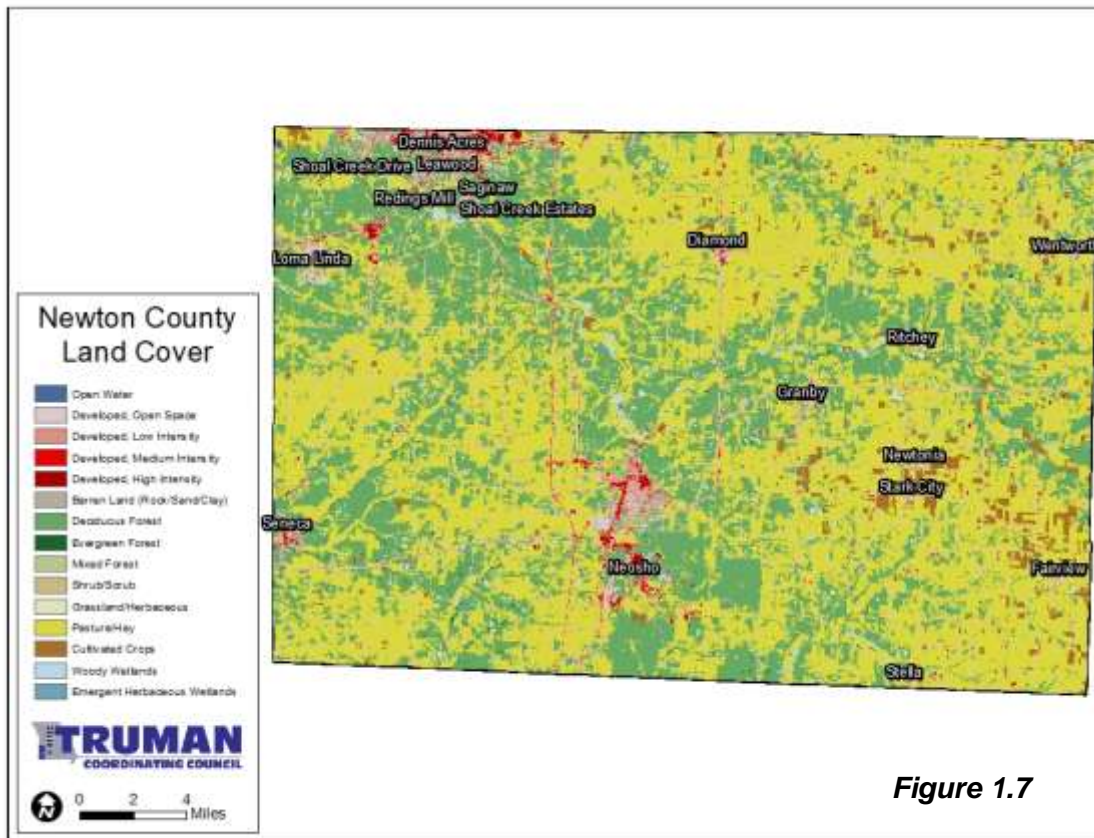 Dennis Acres
Shoal Creek Drive Leawood
Saginaw
Redings Mill
Shoal Creek Estates
Diamond
Wentworth
Loma Linda
Ritchey
Granby
Newtonia
Stark City
Seneca
Neosho
Fairview
Stella
Newton County
Land Cover
Open Water
Developed, Open Space
Developed, Low Intensity
Developed, Medium Intensity
Developed, High Intensity
Barren Land (Rock/Sand/Clay)
Deciduous Forest
Evergreen Forest
Mixed Forest
Shrub/Scrub
Grassland/Herbaceous
Pasture/Hay
Cultivated Crops
Woody Wetlands
Emergent Herbaceous Wetlands
TRUMAN
COORDINATING COUNCIL
N
0 2 4
Miles
Figure 1.7